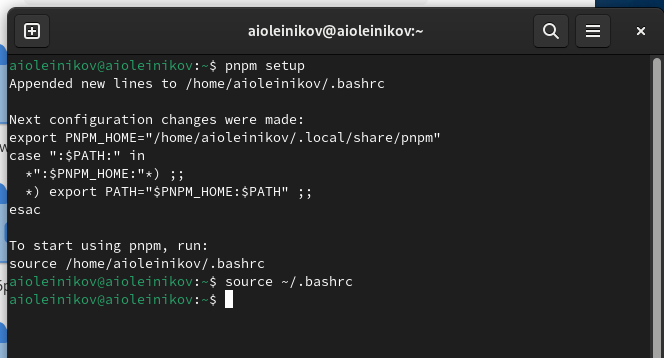 aioleinikov@aioleinikov:~
aioleinikov@aioleinikov:~$ pnpm setup
Appended new lines to /home/aioleinikov/.bashrc

Next configuration changes were made:
export PNPM_HOME="/home/aioleinikov/.local/share/pnpm"
case ":$PATH:" in
  *":$PNPM_HOME:"*) ;;
  *) export PATH="$PNPM_HOME:$PATH" ;;
esac

To start using pnpm, run:
source /home/aioleinikov/.bashrc
aioleinikov@aioleinikov:~$ source ~/.bashrc
aioleinikov@aioleinikov:~$